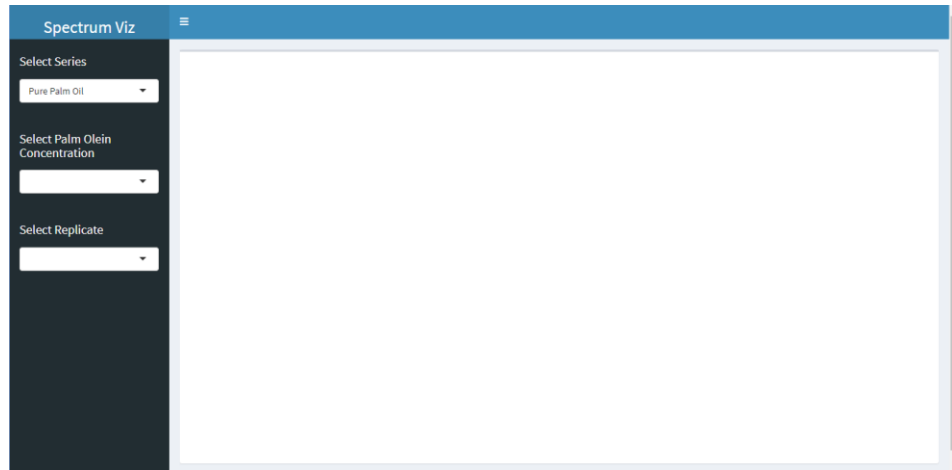 Spectrum Viz
Select Series
Pure Palm Oil
Select Palm Olein
Concentration
Select Replicate